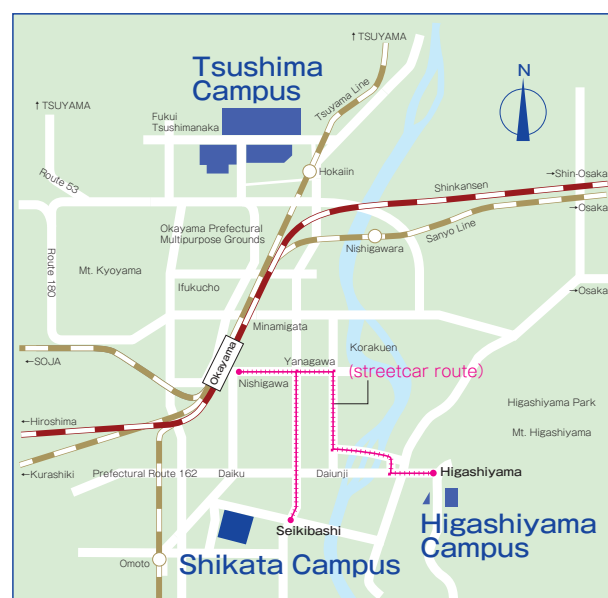 ↑TSUYAMA
Tsushima
Campus
N
↑TSUYAMA
Fukui
Tsushimanaka
Tsuyama Line
Hokaiin
→Shin-Osaka
Route 53
Shinkansen
→Osaka
Okayama Prefectural
Multipurpose Grounds
Sanyo Line
Nishigawara
Route 180
Mt. Kyoyama
Ifukucho
→Osaka
Minamigata
Korakuen
Okayama
←SOJA
Yanagawa
(streetcar route)
Nishigawa
Higashiyama Park
←Hiroshima
Mt. Higashiyama
←Kurashiki
Prefectural Route 162
Daiku
Daiunji
Higashiyama
Seikibashi
Higashiyama
Campus
Omoto
Shikata Campus